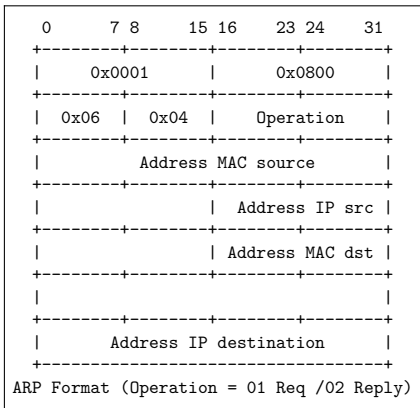 0 7 8 15 16 23 24 31
+--------+--------+--------+--------+
| 0x0001 | 0x0800 |
+--------+--------+--------+--------+
| 0x06 | 0x04 | Operation |
+--------+--------+--------+--------+
| Address MAC source |
+--------+--------+--------+--------+
| | Address IP src |
+--------+--------+--------+--------+
| | Address MAC dst |
+--------+--------+--------+--------+
| |
+--------+--------+--------+--------+
| Address IP destination |
+-----------------------------------+
ARP Format (Operation = 01 Req /02 Reply)